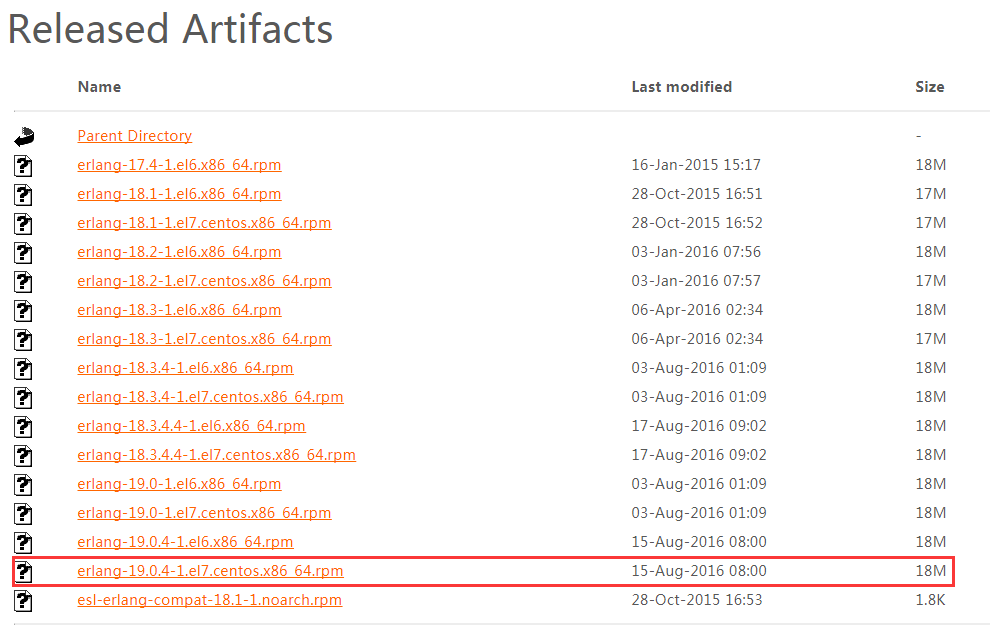 Released Artifacts
Name Last modified Size
Parent Directory -
erlang-17.4-1.el6.x86_64.rpm 16-Jan-2015 15:17 18M
erlang-18.1-1.el6.x86_64.rpm 28-Oct-2015 16:51 17M
erlang-18.1-1.el7.centos.x86_64.rpm 28-Oct-2015 16:52 17M
erlang-18.2-1.el6.x86_64.rpm 03-Jan-2016 07:56 18M
erlang-18.2-1.el7.centos.x86_64.rpm 03-Jan-2016 07:57 17M
erlang-18.3-1.el6.x86_64.rpm 06-Apr-2016 02:34 18M
erlang-18.3-1.el7.centos.x86_64.rpm 06-Apr-2016 02:34 17M
erlang-18.3.4-1.el6.x86_64.rpm 03-Aug-2016 01:09 18M
erlang-18.3.4-1.el7.centos.x86_64.rpm 03-Aug-2016 01:09 18M
erlang-18.3.4.4-1.el6.x86_64.rpm 17-Aug-2016 09:02 18M
erlang-18.3.4.4-1.el7.centos.x86_64.rpm 17-Aug-2016 09:02 18M
erlang-19.0-1.el6.x86_64.rpm 03-Aug-2016 01:09 18M
erlang-19.0-1.el7.centos.x86_64.rpm 03-Aug-2016 01:09 18M
erlang-19.0.4-1.el6.x86_64.rpm 15-Aug-2016 08:00 18M
erlang-19.0.4-1.el7.centos.x86_64.rpm 15-Aug-2016 08:00 18M
esl-erlang-compat-18.1-1.noarch.rpm 28-Oct-2015 16:53 1.8K